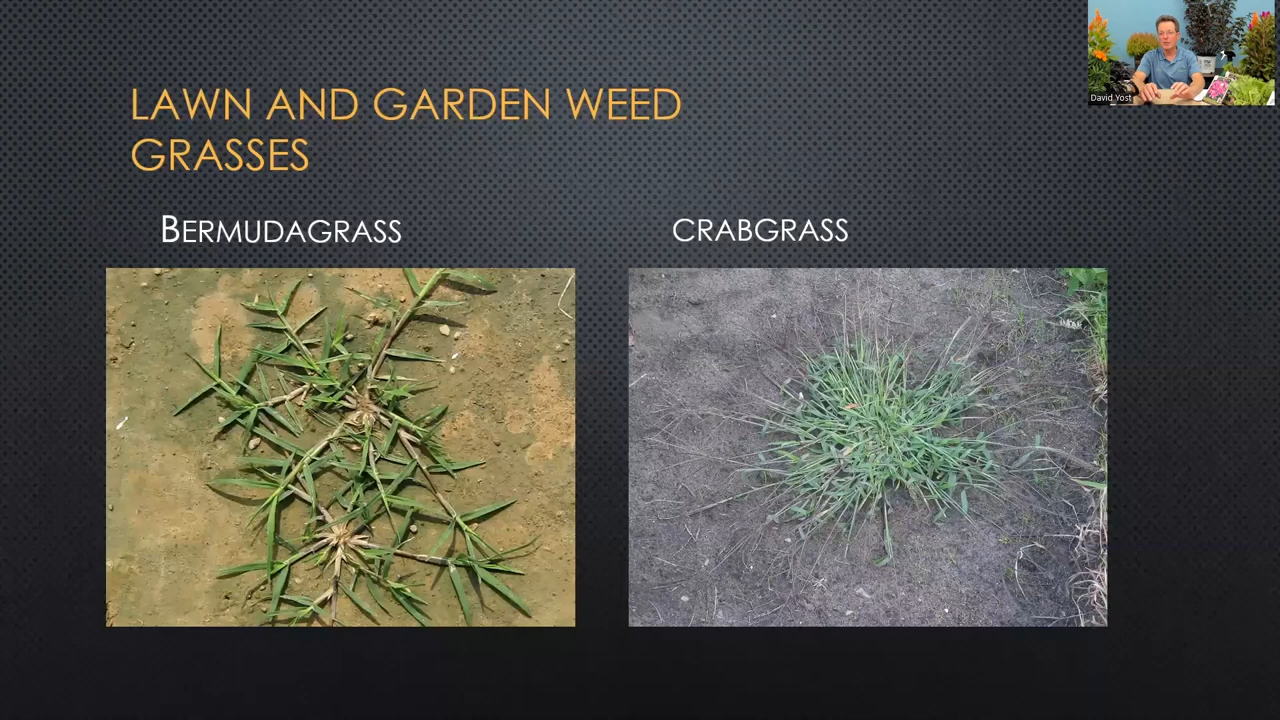 LAWN AND GARDEN WEED
GRASSES
BERMUDAGRASS
CRABGRASS
David Yost